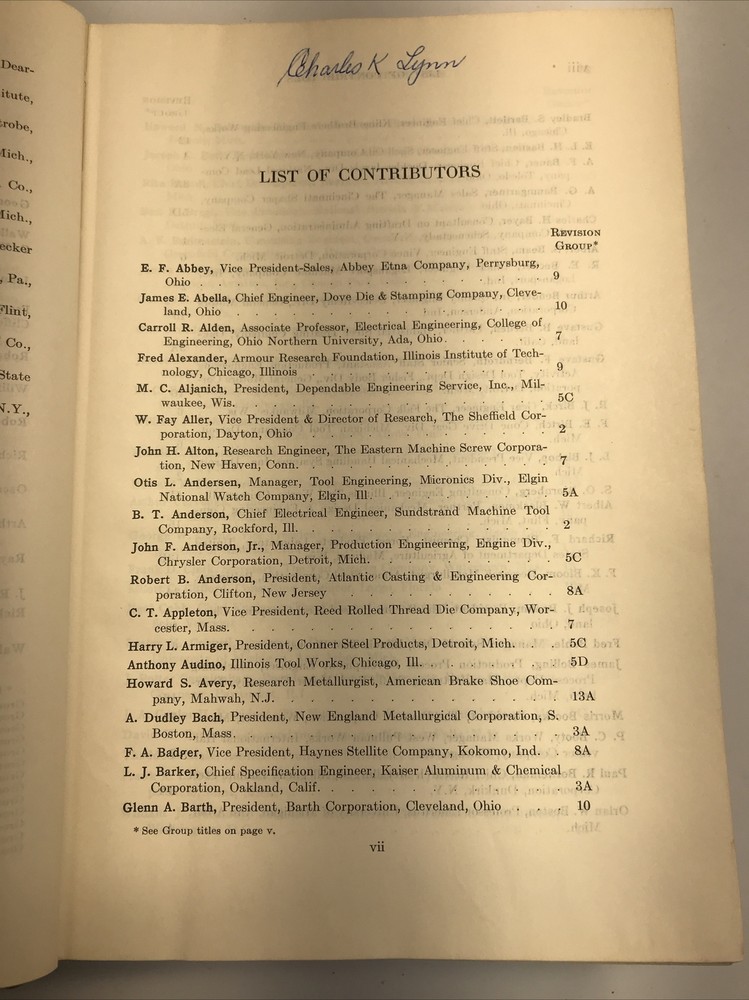 Dear-
itute,
trobe,
Mich.,
Co.,
Mich.,
ecker
, Pa.,
Flint,
Co.,
State
N.Y.,
Charles K Lynn
LIST OF CONTRIBUTORS
REVISION
GROUP*
E. F. Abbey, Vice President-Sales, Abbey Etna Company, Perrysburg,
Ohio . . . . . . . . . . . . . . . 9
James E. Abella, Chief Engineer, Dove Die & Stamping Company, Cleve-
land, Ohio . . . . . . . . . . . . . 10
Carroll R. Alden, Associate Professor, Electrical Engineering, College of
Engineering, Ohio Northern University, Ada, Ohio. . . . . 7
Fred Alexander, Armour Research Foundation, Illinois Institute of Tech-
nology, Chicago, Illinois . . . . . . . . . . 9
M. C. Aljanich, President, Dependable Engineering Service, Inc., Mil-
waukee, Wis. . . . . . . . . . . . . 5C
W. Fay Aller, Vice President & Director of Research, The Sheffield Cor-
poration, Dayton, Ohio . . . . . . . . . . 2
John H. Alton, Research Engineer, The Eastern Machine Screw Corpora-
tion, New Haven, Conn. . . . . . . . . . . 7
Otis L. Andersen, Manager, Tool Engineering, Micronics Div., Elgin
National Watch Company, Elgin, Ill. . . . . . . . 5A
B. T. Anderson, Chief Electrical Engineer, Sundstrand Machine Tool
Company, Rockford, Ill. . . . . . . . . . . 2
John F. Anderson, Jr., Manager, Production Engineering, Engine Div.,
Chrysler Corporation, Detroit, Mich. . . . . . . . 5C
Robert B. Anderson, President, Atlantic Casting & Engineering Cor-
poration, Clifton, New Jersey . . . . . . . . . 8A
C. T. Appleton, Vice President, Reed Rolled Thread Die Company, Wor-
cester, Mass. . . . . . . . . . . . . 7
Harry L. Armiger, President, Conner Steel Products, Detroit, Mich. . . 5C
Anthony Audino, Illinois Tool Works, Chicago, Ill. . . . . . 5D
Howard S. Avery, Research Metallurgist, American Brake Shoe Com-
pany, Mahwah, N.J. . . . . . . . . . . . 13A
A. Dudley Bach, President, New England Metallurgical Corporation, S.
Boston, Mass. . . . . . . . . . . . . 3A
F. A. Badger, Vice President, Haynes Stellite Company, Kokomo, Ind. . 8A
L. J. Barker, Chief Specification Engineer, Kaiser Aluminum & Chemical
Corporation, Oakland, Calif. . . . . . . . . . 3A
Glenn A. Barth, President, Barth Corporation, Cleveland, Ohio . . . 10
* See Group titles on page v.
vii